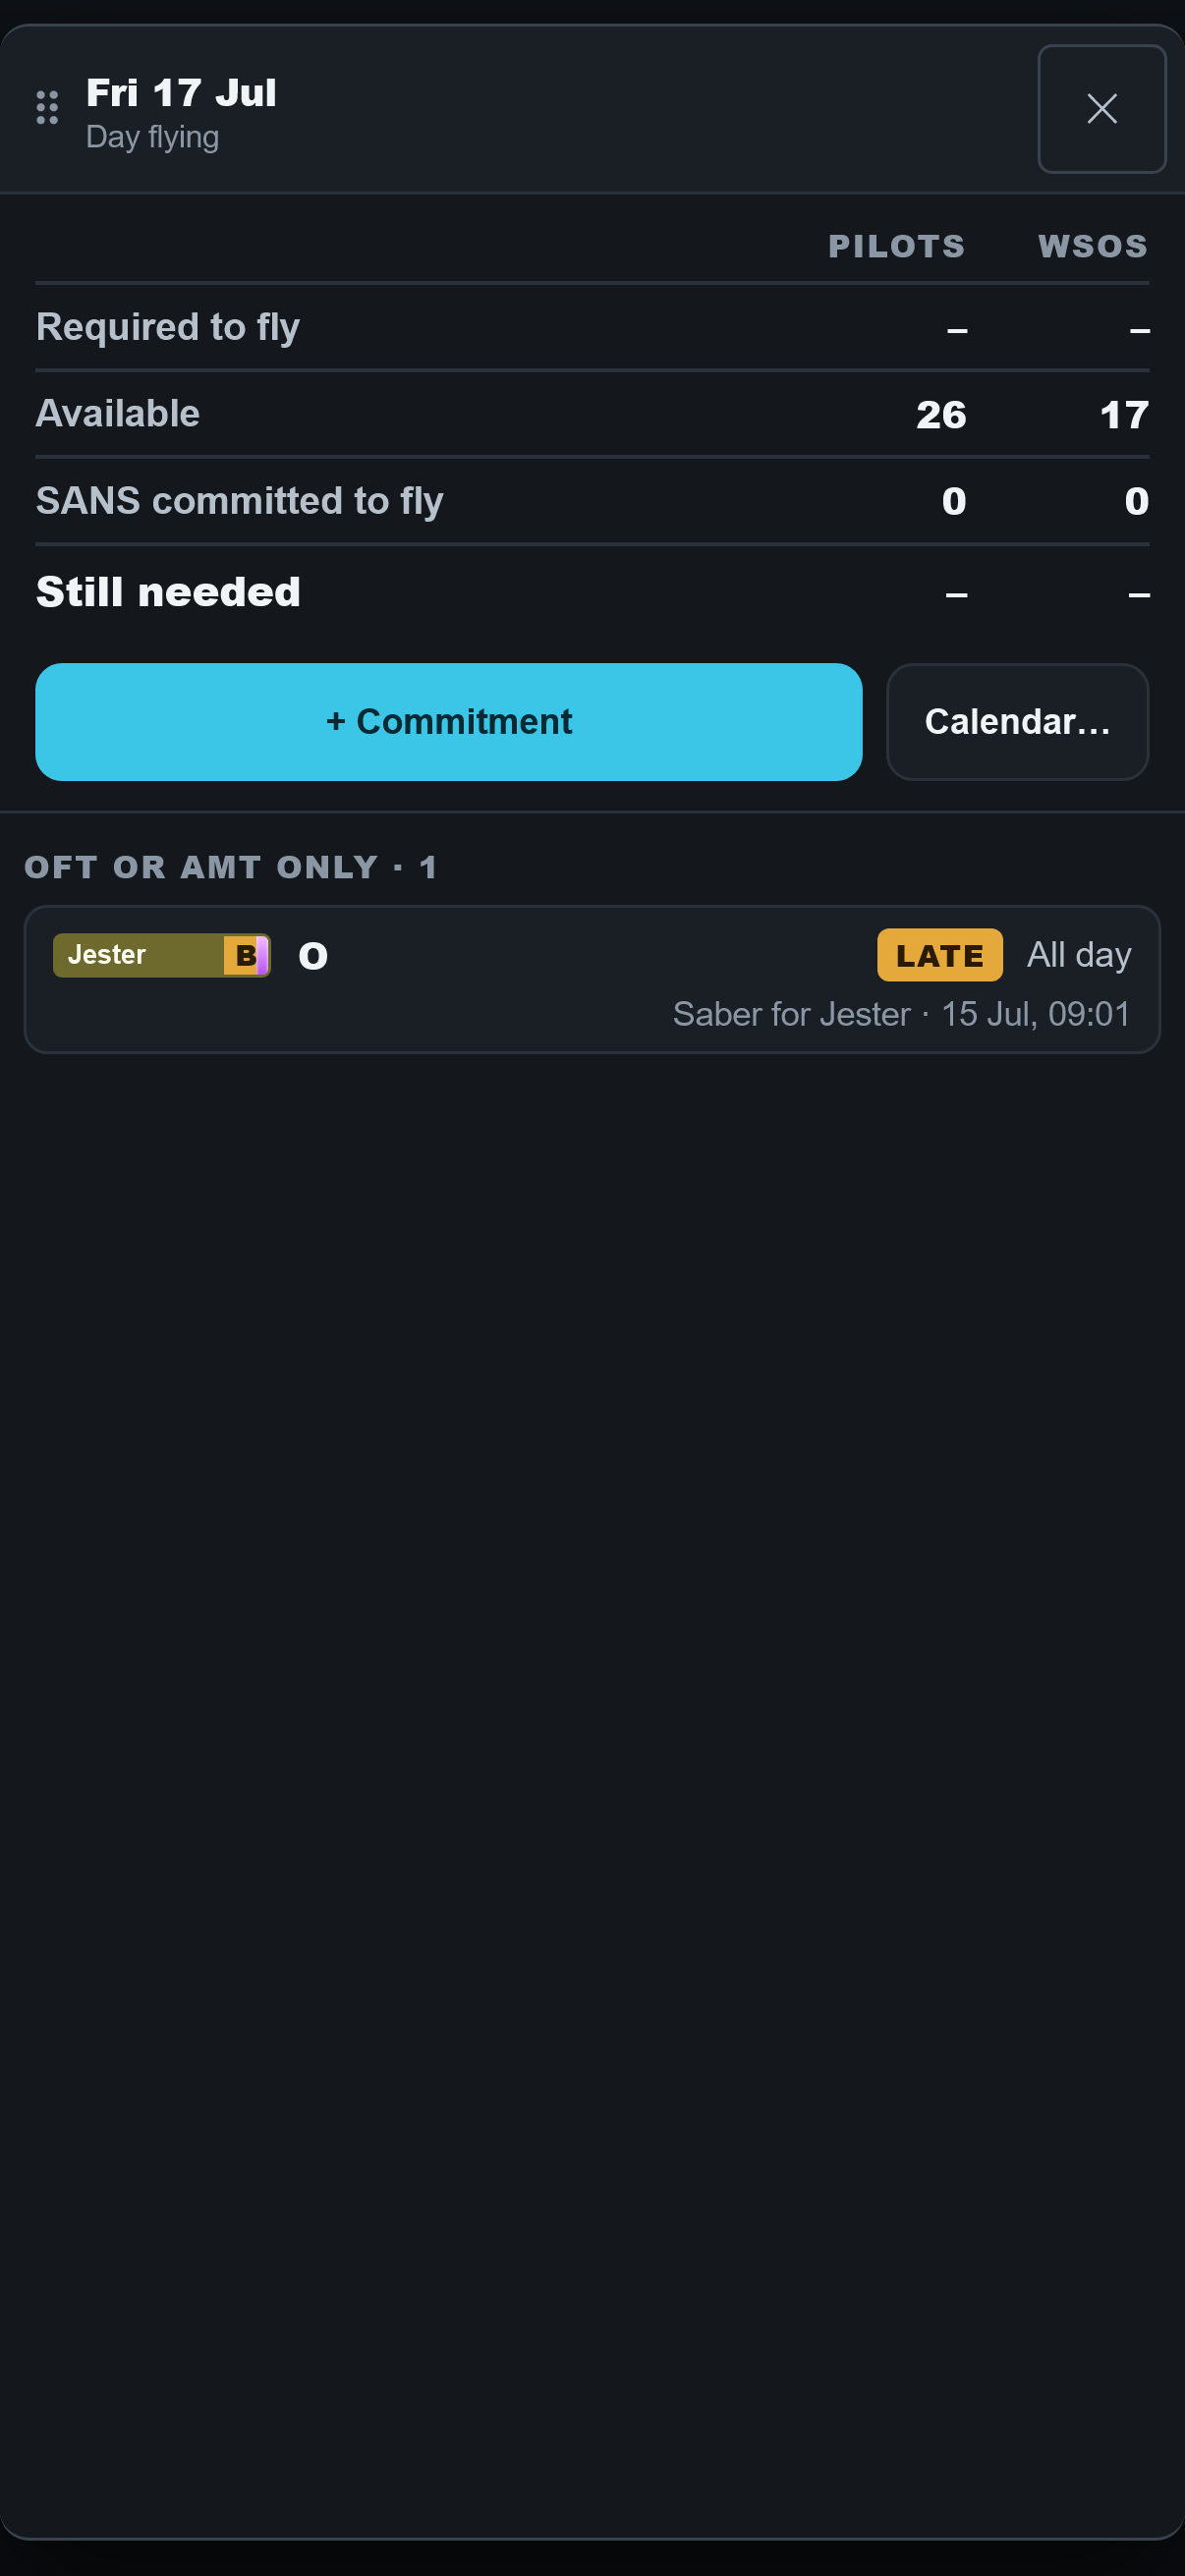 Fri 17 Jul
Day flying
PILOTS WSOS
Required to fly – –
Available 26 17
SANS committed to fly 0 0
Still needed – –
+ Commitment Calendar...
OFT OR AMT ONLY · 1
Jester B O LATE All day
Saber for Jester · 15 Jul, 09:01